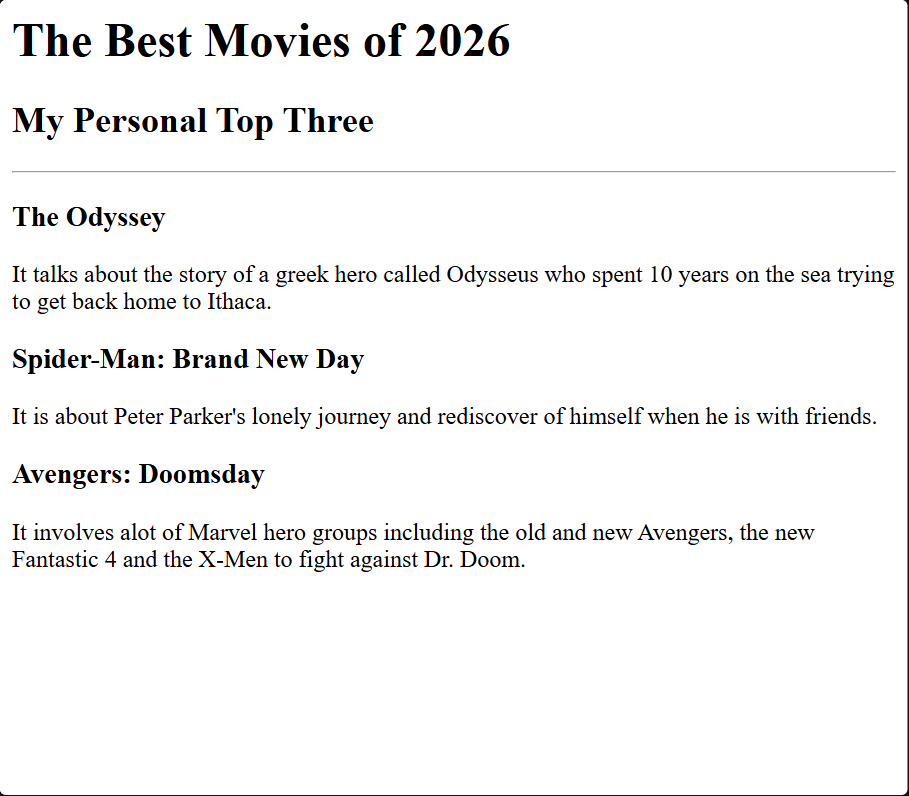 The Best Movies of 2026
My Personal Top Three
The Odyssey
It talks about the story of a greek hero called Odysseus who spent 10 years on the sea trying
to get back home to Ithaca.
Spider-Man: Brand New Day
It is about Peter Parker's lonely journey and rediscover of himself when he is with friends.
Avengers: Doomsday
It involves alot of Marvel hero groups including the old and new Avengers, the new
Fantastic 4 and the X-Men to fight against Dr. Doom.